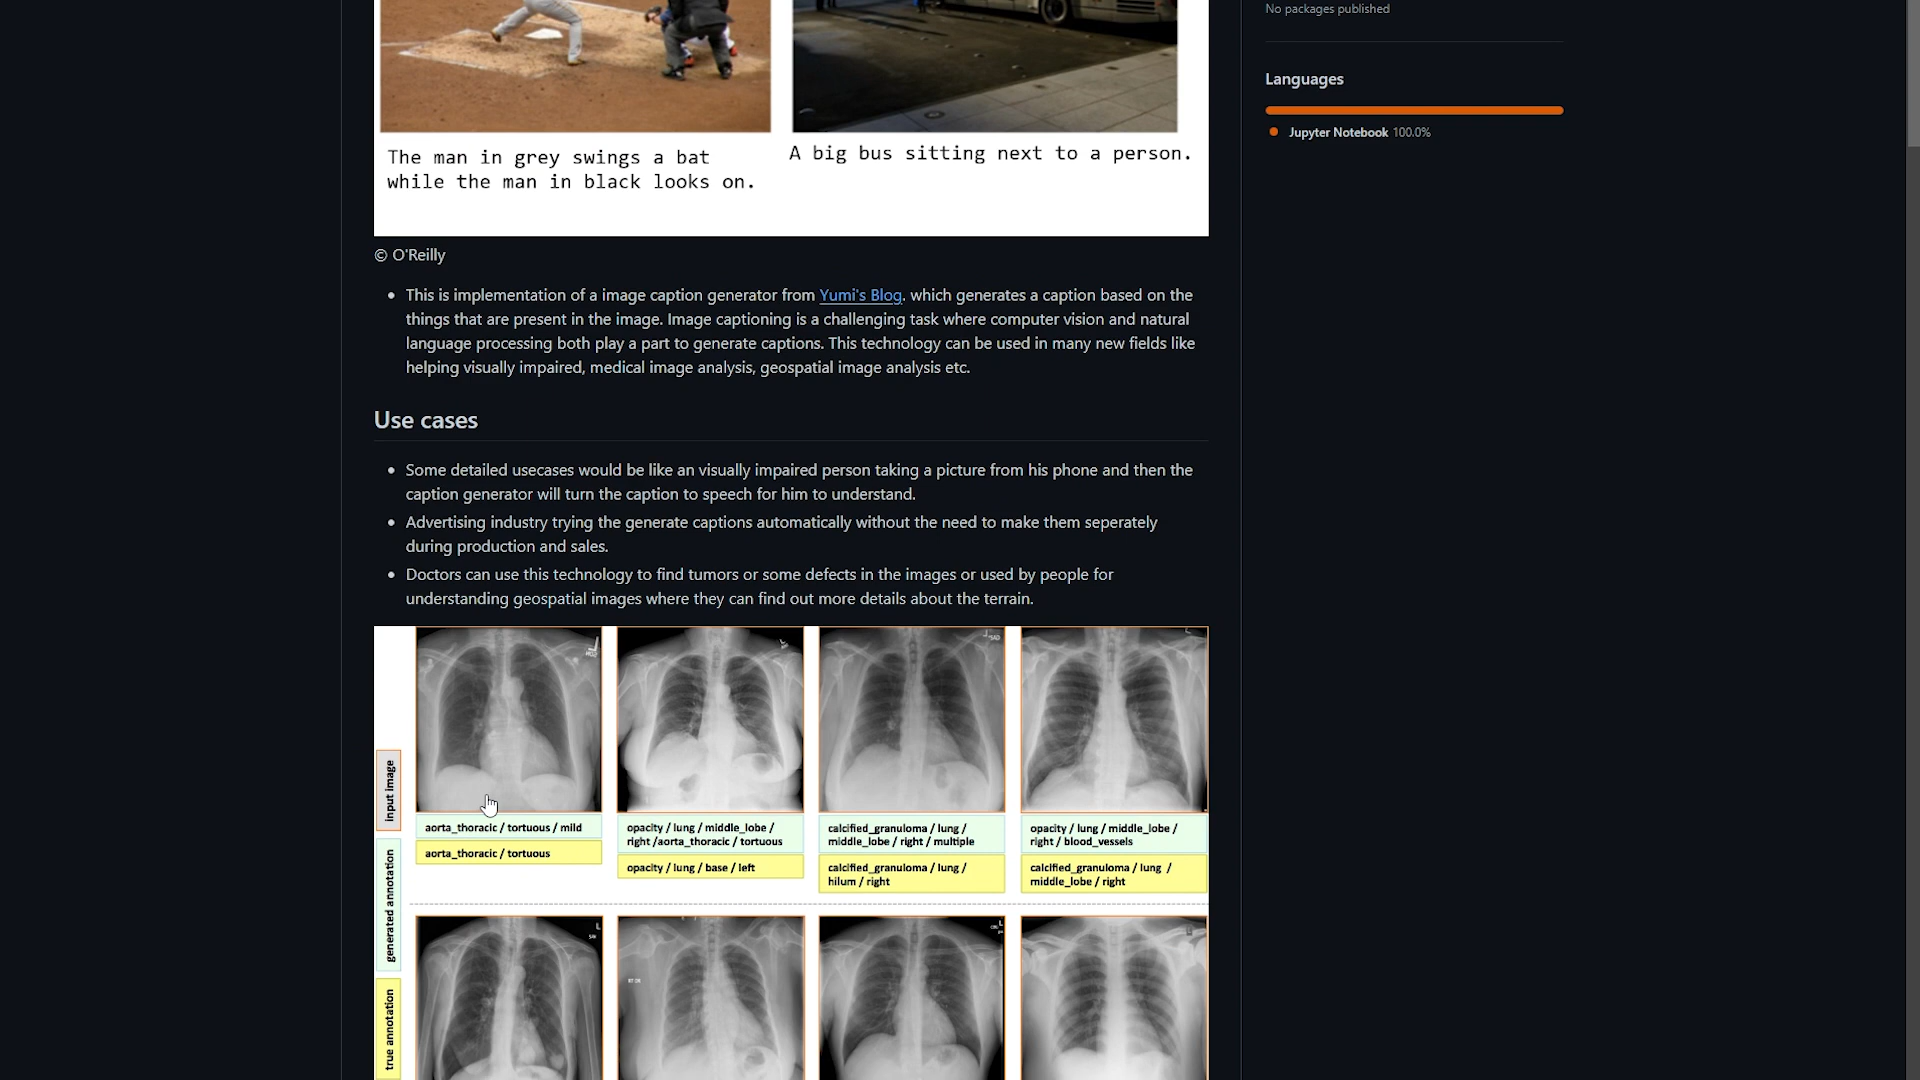 No packages published
Languages
Jupyter Notebook 100.0%
The man in grey swings a bat
while the man in black looks on.
A big bus sitting next to a person.
© O'Reilly
This is implementation of a image caption generator from Yumi's Blog. which generates a caption based on the
things that are present in the image. Image captioning is a challenging task where computer vision and natural
language processing both play a part to generate captions. This technology can be used in many new fields like
helping visually impaired, medical image analysis, geospatial image analysis etc.
Use cases
Some detailed usecases would be like an visually impaired person taking a picture from his phone and then the
caption generator will turn the caption to speech for him to understand.
Advertising industry trying the generate captions automatically without the need to make them seperately
during production and sales.
Doctors can use this technology to find tumors or some defects in the images or used by people for
understanding geospatial images where they can find out more details about the terrain.
input image
generated annotation
true annotation
aorta_thoracic / tortuous / mild
aorta_thoracic / tortuous
opacity / lung / middle_lobe /
right /aorta_thoracic / tortuous
opacity / lung / base / left
calcified_granuloma / lung /
middle_lobe / right / multiple
calcified_granuloma / lung /
hilum / right
opacity / lung / middle_lobe /
right / blood_vessels
calcified_granuloma / lung /
middle_lobe / right